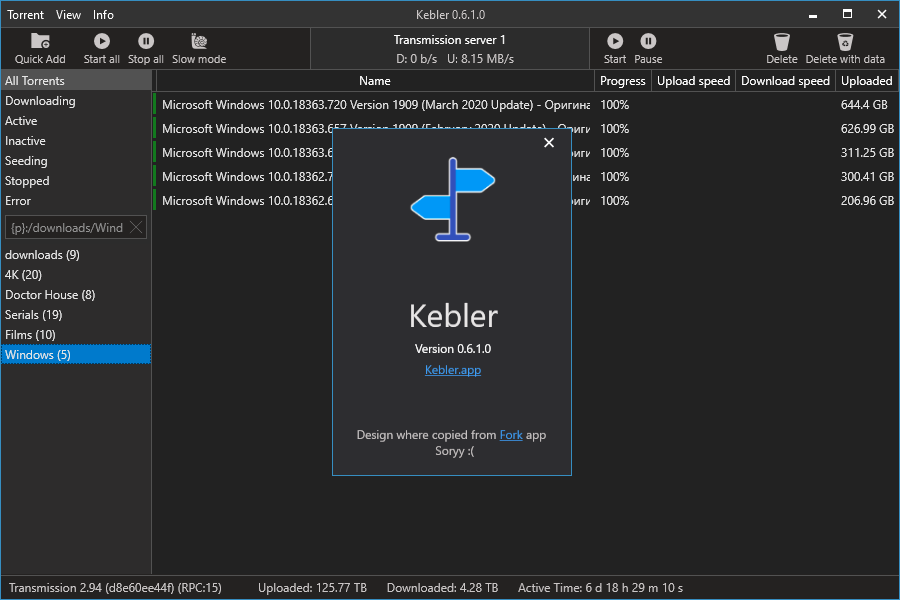 Torrent View Info Kebler 0.6.1.0
Quick Add Start all Stop all Slow mode
Transmission server 1
D: 0 b/s U: 8.15 MB/s
Start Pause Delete Delete with data
All Torrents
Downloading
Active
Inactive
Seeding
Stopped
Error
{p}:/downloads/Wind
downloads (9)
4K (20)
Doctor House (8)
Serials (19)
Films (10)
Windows (5)
Name Progress Upload speed Download speed Uploaded
Microsoft Windows 10.0.18363.720 Version 1909 (March 2020 Update) - Оригина 100% 644.4 GB
Microsoft Windows 10.0.18363.657 Version 1909 (February 2020 Update) - Ориги 100% 626.99 GB
Microsoft Windows 10.0.18363.6 100% 311.25 GB
Microsoft Windows 10.0.18362.7 100% 300.41 GB
Microsoft Windows 10.0.18362.6 100% 206.96 GB
Kebler
Version 0.6.1.0
Kebler.app
Design where copied from Fork app
Soryy :(
Transmission 2.94 (d8e60ee44f) (RPC:15) Uploaded: 125.77 TB Downloaded: 4.28 TB Active Time: 6 d 18 h 29 m 10 s